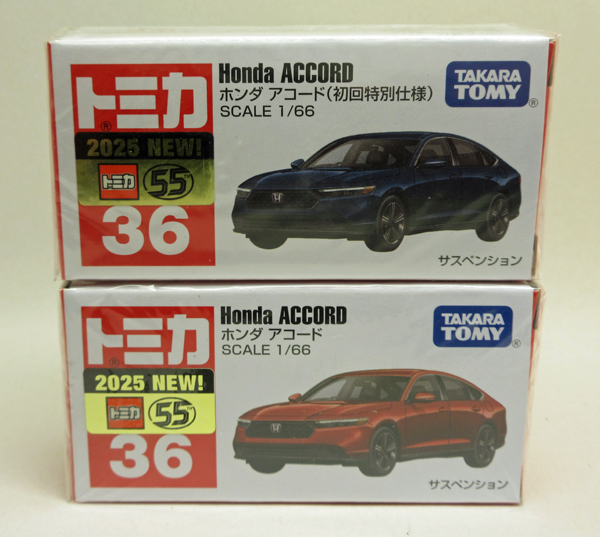 トミカ
®
2025 NEW!
トミカ 55th
36
Honda ACCORD
ホンダ アコード(初回特別仕様)
SCALE 1/66
TAKARA
TOMY
®
サスペンション
トミカ
®
2025 NEW!
トミカ 55th
36
Honda ACCORD
ホンダ アコード
SCALE 1/66
TAKARA
TOMY
®
サスペンション